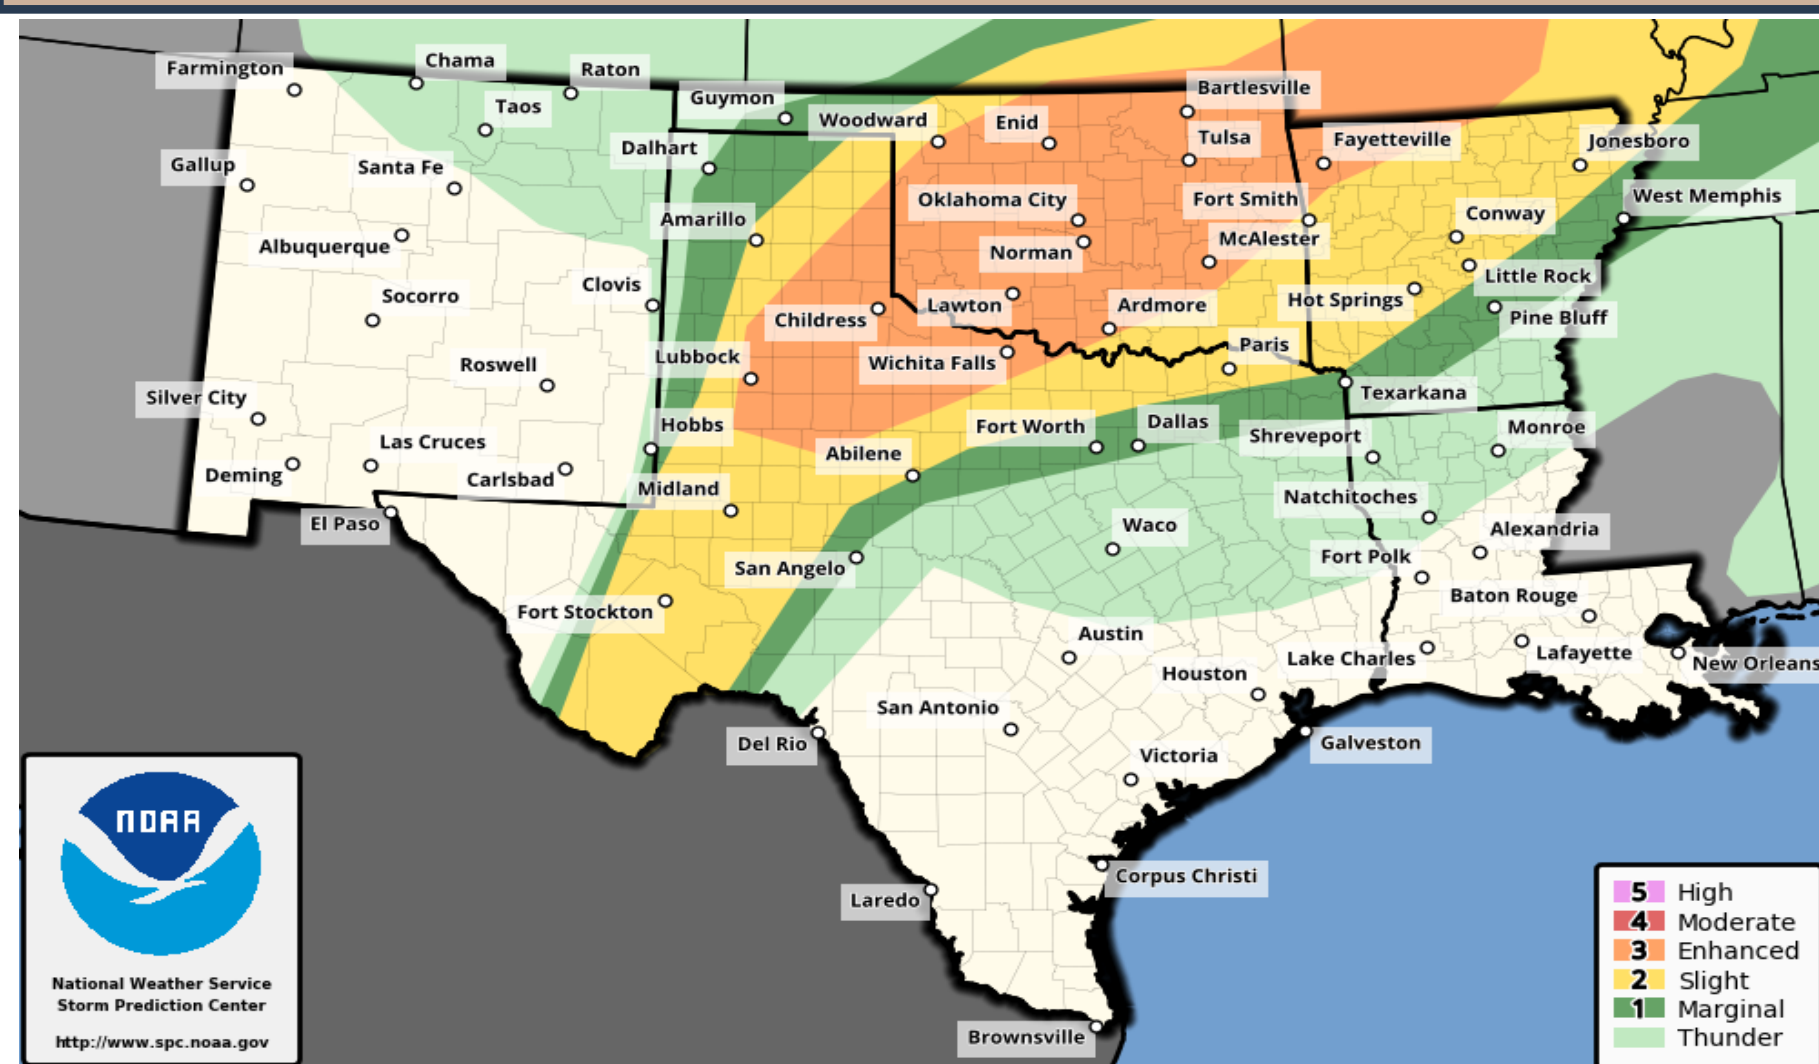 Farmington
Chama
Raton
Guymon
Bartlesville
Taos
Woodward
Enid
Dalhart
Tulsa
Fayetteville
Jonesboro
Gallup
Santa Fe
Oklahoma City
Fort Smith
West Memphis
Amarillo
Conway
Albuquerque
Norman
McAlester
Clovis
Little Rock
Socorro
Childress
Lawton
Ardmore
Hot Springs
Pine Bluff
Roswell
Lubbock
Wichita Falls
Paris
Silver City
Texarkana
Las Cruces
Hobbs
Fort Worth
Dallas
Shreveport
Monroe
Deming
Carlsbad
Midland
Abilene
Natchitoches
El Paso
Waco
Alexandria
San Angelo
Fort Polk
Fort Stockton
Baton Rouge
Austin
Lake Charles
Lafayette
New Orleans
Houston
San Antonio
Del Rio
Galveston
Victoria
Corpus Christi
Laredo
Brownsville
NOAA
National Weather Service
Storm Prediction Center
http://www.spc.noaa.gov
5 High
4 Moderate
3 Enhanced
2 Slight
1 Marginal
Thunder